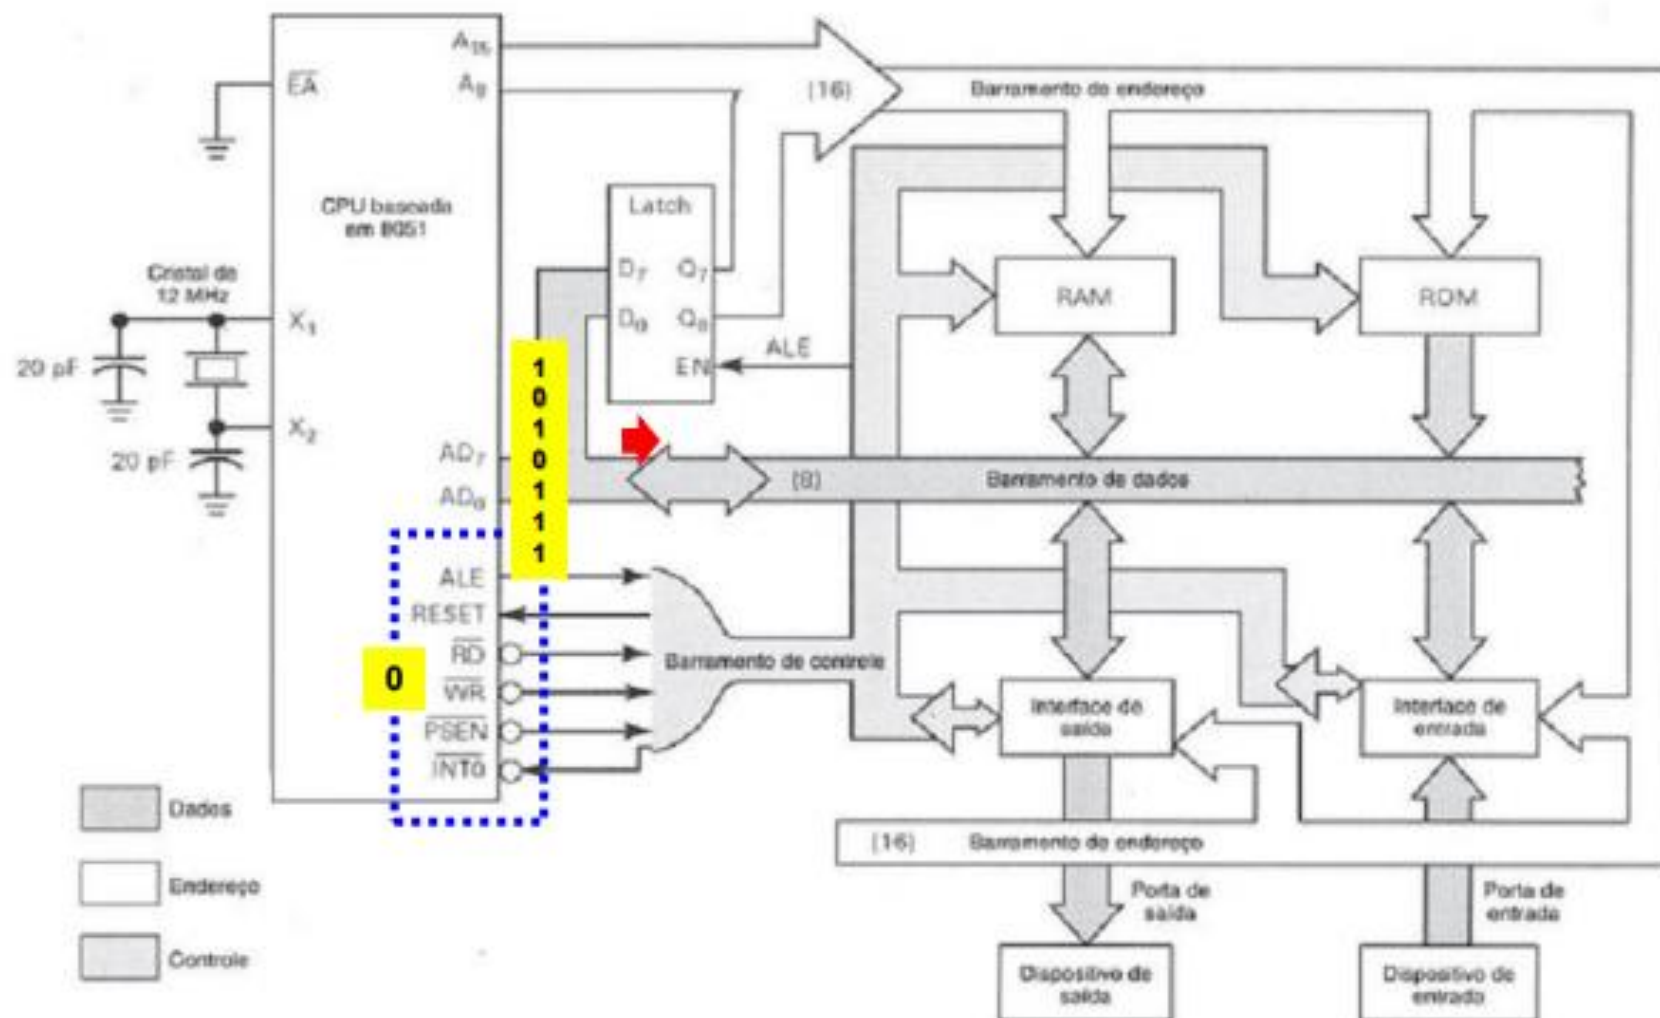 A15
EA
A8
(16)
Barramento de endereço
CPU baseada
em 8051
Latch
D7 Q7
D0 Q0
EN
ALE
RAM
ROM
Cristal de
12 MHz
X1
20 pF
X2
20 pF
1
0
1
0
1
1
1
AD7
AD0
(8)
Barramento de dados
ALE
RESET
RD
0
WR
PSEN
INT0
Barramento de controle
Interface de
saída
Interface de
entrada
Dados
Endereço
Controle
(16) Barramento de endereço
Porta de
saída
Porta de
entrada
Dispositivo de
saída
Dispositivo de
entrada